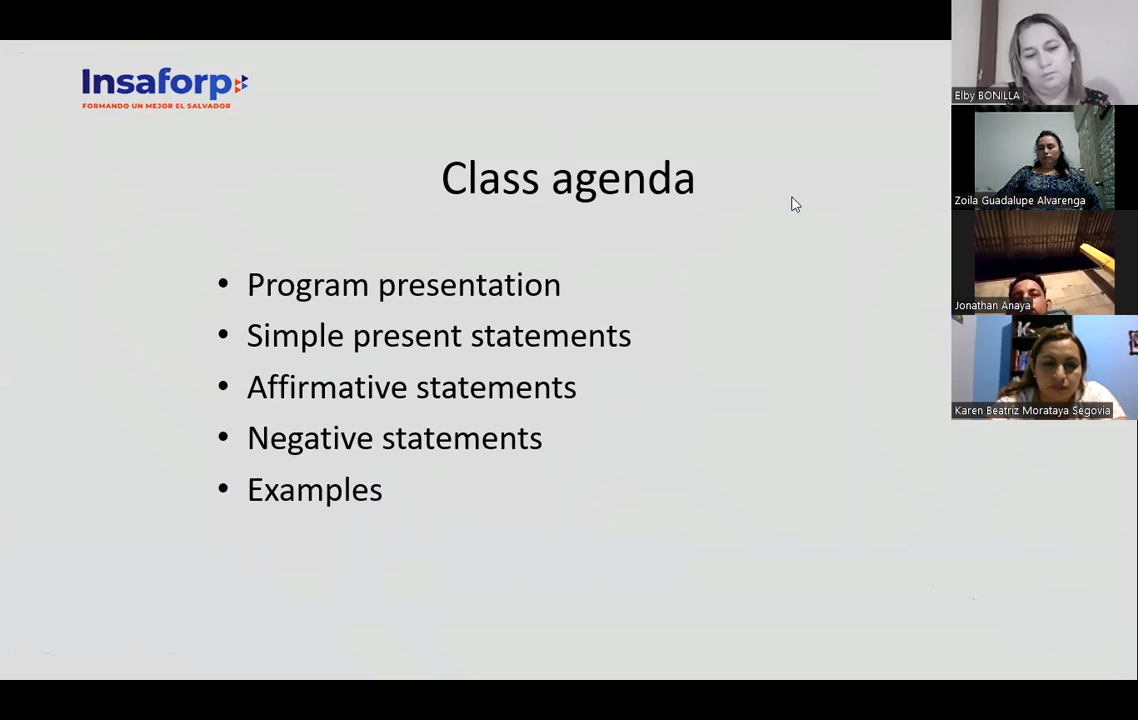 Insaforp
FORMANDO UN MEJOR EL SALVADOR
Class agenda
• Program presentation
• Simple present statements
• Affirmative statements
• Negative statements
• Examples
Elby BONILLA
Zoila Guadalupe Alvarenga
Jonathan Anaya
K
Karen Beatriz Morataya Segovia